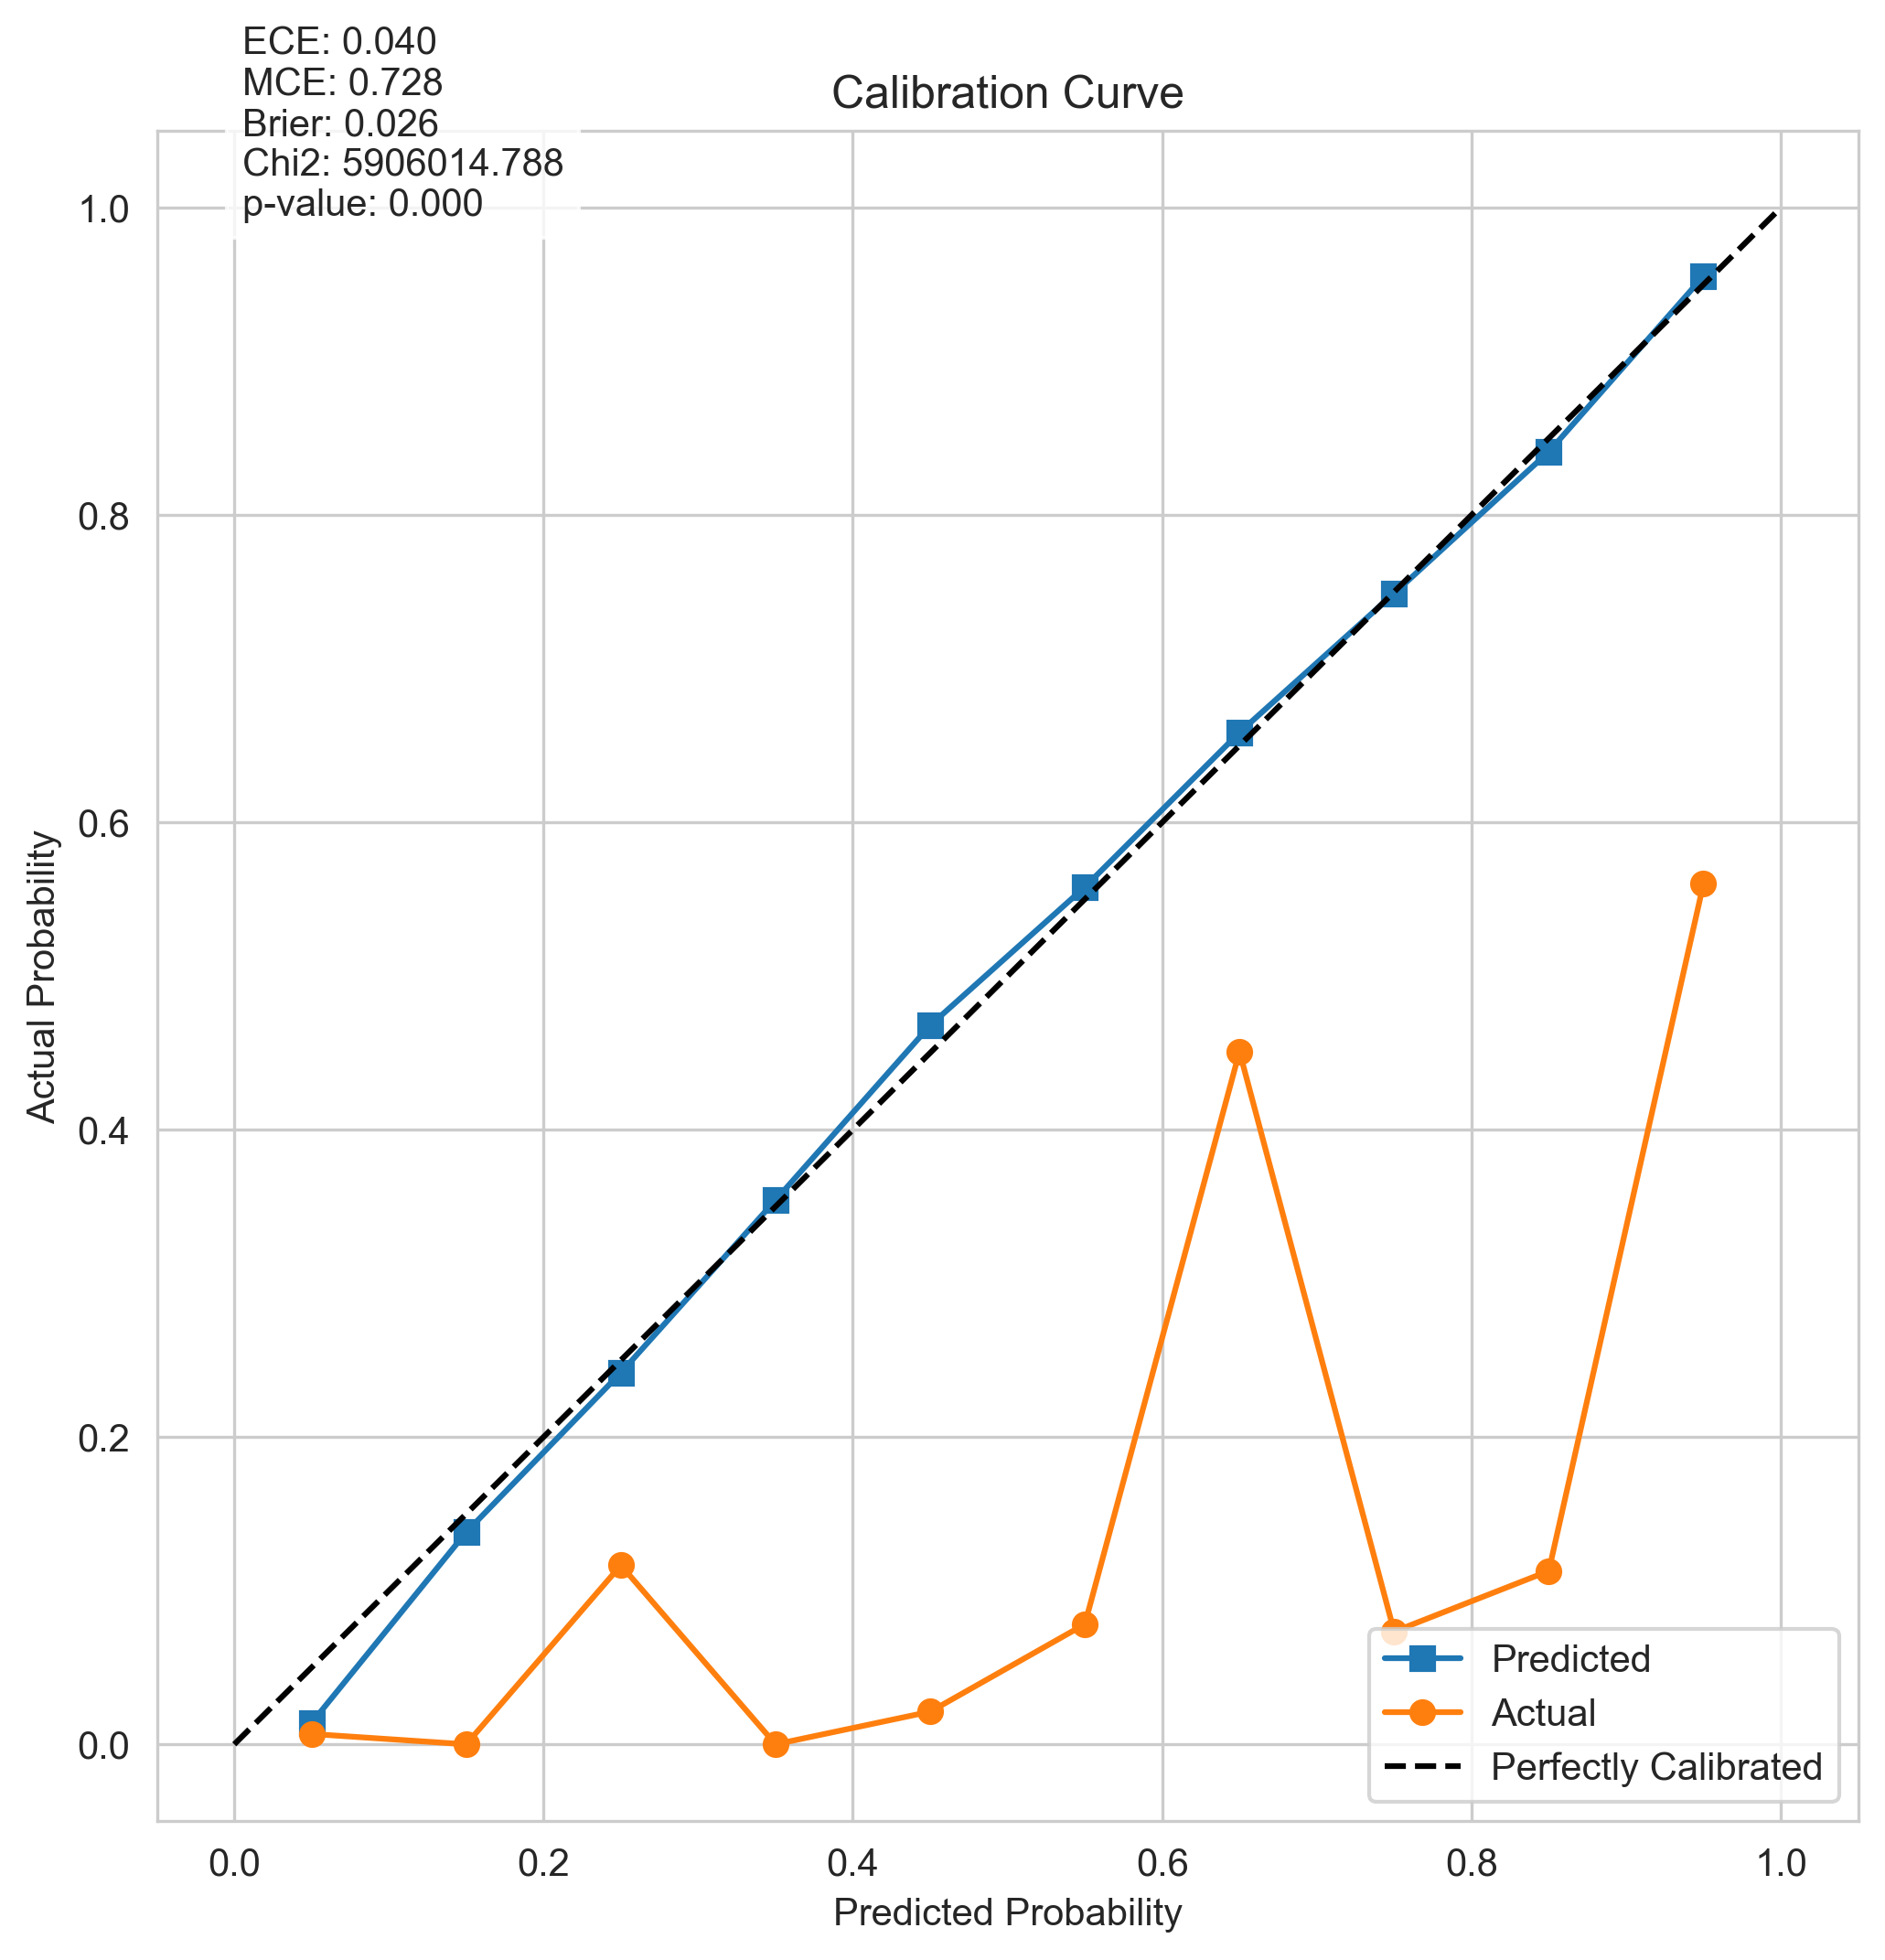 ECE: 0.040
MCE: 0.728
Brier: 0.026
Chi2: 5906014.788
p-value: 0.000
Calibration Curve
1.0
0.8
0.6
0.4
0.2
0.0
Actual Probability
Predicted
Actual
Perfectly Calibrated
0.0 0.2 0.4 0.6 0.8 1.0
Predicted Probability